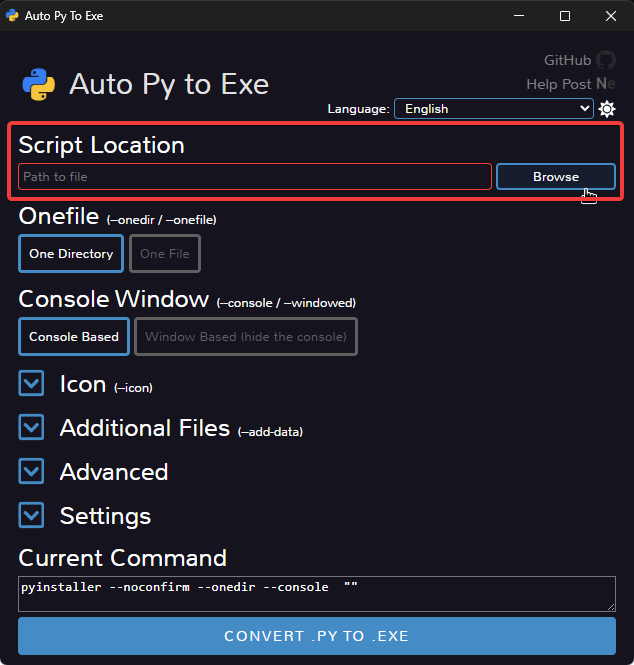 Auto Py To Exe
GitHub
Auto Py to Exe
Help Post Ne
Language: English
Script Location
Path to file Browse
Onefile (--onedir / --onefile)
One Directory One File
Console Window (--console / --windowed)
Console Based Window Based (hide the console)
Icon (--icon)
Additional Files (--add-data)
Advanced
Settings
Current Command
pyinstaller --noconfirm --onedir --console  ""
CONVERT .PY TO .EXE